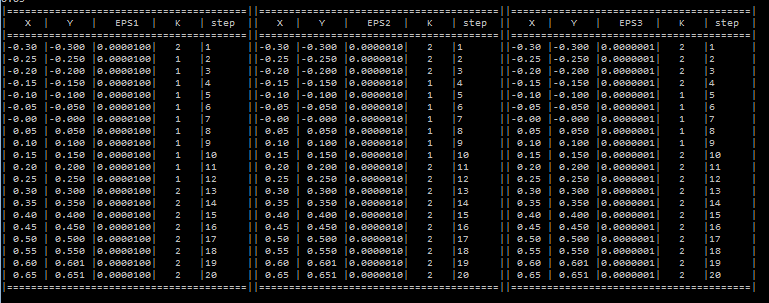 |======================================||======================================||======================================|
| X | Y | EPS1 | K | step || X | Y | EPS2 | K | step || X | Y | EPS3 | K | step |
|======================================||======================================||======================================|
|-0.30 |-0.300 |0.0000100| 2 |1 ||-0.30 |-0.300 |0.0000010| 2 |1 ||-0.30 |-0.300 |0.0000001| 2 |1 |
|-0.25 |-0.250 |0.0000100| 1 |2 ||-0.25 |-0.250 |0.0000010| 2 |2 ||-0.25 |-0.250 |0.0000001| 2 |2 |
|-0.20 |-0.200 |0.0000100| 1 |3 ||-0.20 |-0.200 |0.0000010| 2 |3 ||-0.20 |-0.200 |0.0000001| 2 |3 |
|-0.15 |-0.150 |0.0000100| 1 |4 ||-0.15 |-0.150 |0.0000010| 1 |4 ||-0.15 |-0.150 |0.0000001| 2 |4 |
|-0.10 |-0.100 |0.0000100| 1 |5 ||-0.10 |-0.100 |0.0000010| 1 |5 ||-0.10 |-0.100 |0.0000001| 1 |5 |
|-0.05 |-0.050 |0.0000100| 1 |6 ||-0.05 |-0.050 |0.0000010| 1 |6 ||-0.05 |-0.050 |0.0000001| 1 |6 |
|-0.00 |-0.000 |0.0000100| 1 |7 ||-0.00 |-0.000 |0.0000010| 1 |7 ||-0.00 |-0.000 |0.0000001| 1 |7 |
| 0.05 | 0.050 |0.0000100| 1 |8 || 0.05 | 0.050 |0.0000010| 1 |8 || 0.05 | 0.050 |0.0000001| 1 |8 |
| 0.10 | 0.100 |0.0000100| 1 |9 || 0.10 | 0.100 |0.0000010| 1 |9 || 0.10 | 0.100 |0.0000001| 1 |9 |
| 0.15 | 0.150 |0.0000100| 1 |10 || 0.15 | 0.150 |0.0000010| 1 |10 || 0.15 | 0.150 |0.0000001| 2 |10 |
| 0.20 | 0.200 |0.0000100| 1 |11 || 0.20 | 0.200 |0.0000010| 2 |11 || 0.20 | 0.200 |0.0000001| 2 |11 |
| 0.25 | 0.250 |0.0000100| 1 |12 || 0.25 | 0.250 |0.0000010| 2 |12 || 0.25 | 0.250 |0.0000001| 2 |12 |
| 0.30 | 0.300 |0.0000100| 2 |13 || 0.30 | 0.300 |0.0000010| 2 |13 || 0.30 | 0.300 |0.0000001| 2 |13 |
| 0.35 | 0.350 |0.0000100| 2 |14 || 0.35 | 0.350 |0.0000010| 2 |14 || 0.35 | 0.350 |0.0000001| 2 |14 |
| 0.40 | 0.400 |0.0000100| 2 |15 || 0.40 | 0.400 |0.0000010| 2 |15 || 0.40 | 0.400 |0.0000001| 2 |15 |
| 0.45 | 0.450 |0.0000100| 2 |16 || 0.45 | 0.450 |0.0000010| 2 |16 || 0.45 | 0.450 |0.0000001| 2 |16 |
| 0.50 | 0.500 |0.0000100| 2 |17 || 0.50 | 0.500 |0.0000010| 2 |17 || 0.50 | 0.500 |0.0000001| 2 |17 |
| 0.55 | 0.550 |0.0000100| 2 |18 || 0.55 | 0.550 |0.0000010| 2 |18 || 0.55 | 0.550 |0.0000001| 2 |18 |
| 0.60 | 0.601 |0.0000100| 2 |19 || 0.60 | 0.601 |0.0000010| 2 |19 || 0.60 | 0.601 |0.0000001| 2 |19 |
| 0.65 | 0.651 |0.0000100| 2 |20 || 0.65 | 0.651 |0.0000010| 2 |20 || 0.65 | 0.651 |0.0000001| 2 |20 |
|======================================||======================================||======================================|